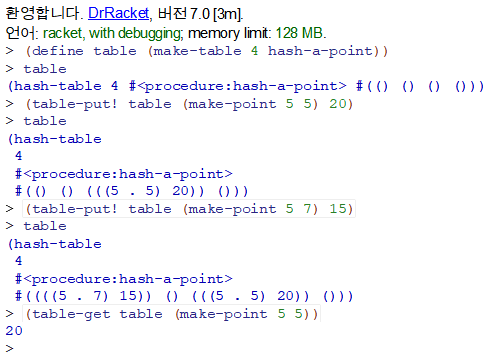 환영합니다. DrRacket, 버전 7.0 [3m].
언어: racket, with debugging; memory limit: 128 MB.
> (define table (make-table 4 hash-a-point))
> table
(hash-table 4 #<procedure:hash-a-point> #(() () () ()))
> (table-put! table (make-point 5 5) 20)
> table
(hash-table
 4
 #<procedure:hash-a-point>
 #(() () (((5 . 5) 20)) ()))
> (table-put! table (make-point 5 7) 15)
> table
(hash-table
 4
 #<procedure:hash-a-point>
 #((((5 . 7) 15)) () (((5 . 5) 20)) ()))
> (table-get table (make-point 5 5))
20
>